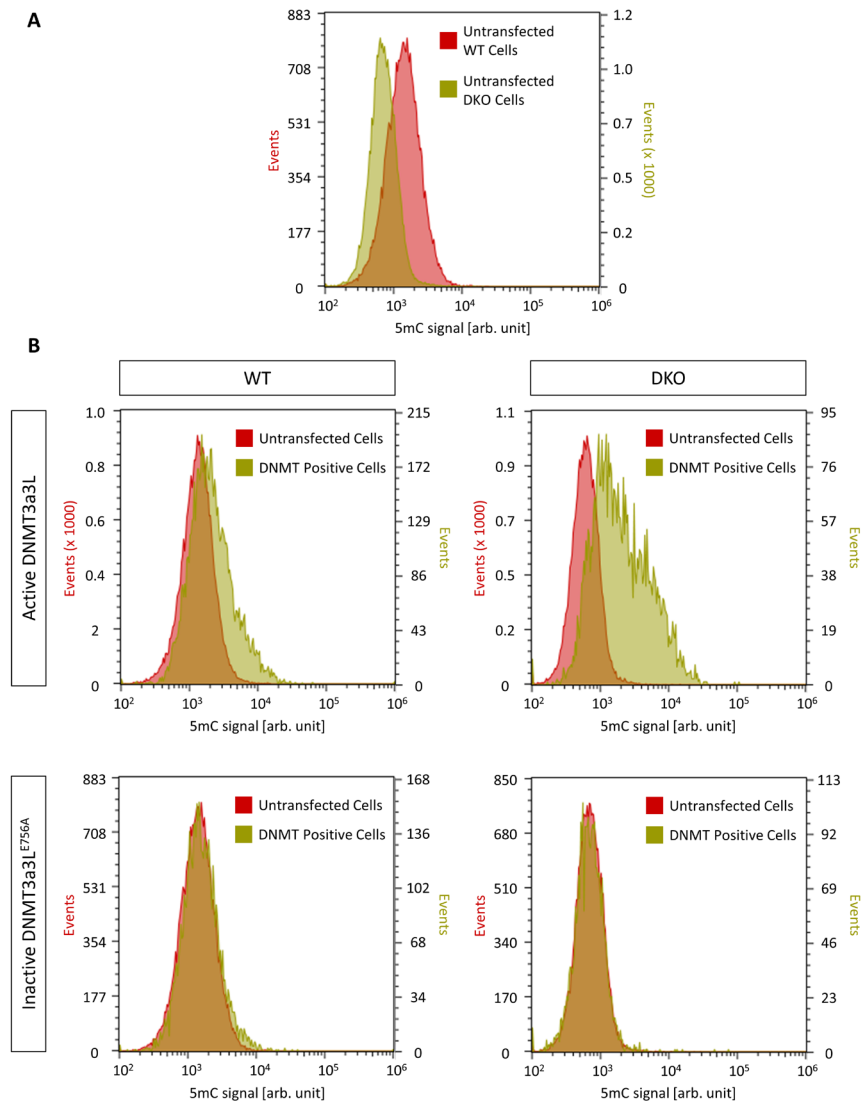 A
883
708
531
354
177
0
Events
1.2
1.0
0.7
0.5
0.2
0
Events (x 1000)
Untransfected
WT Cells
Untransfected
DKO Cells
10² 10³ 10⁴ 10⁵ 10⁶
5mC signal [arb. unit]
B
WT
DKO
Active DNMT3a3L
1.0
0.8
0.6
0.4
2
0
Events (x 1000)
215
172
129
86
43
0
Events
Untransfected Cells
DNMT Positive Cells
10² 10³ 10⁴ 10⁵ 10⁶
5mC signal [arb. unit]
1.1
0.9
0.7
0.5
0.2
0
Events (x 1000)
95
76
57
38
19
0
Events
Untransfected Cells
DNMT Positive Cells
10² 10³ 10⁴ 10⁵ 10⁶
5mC signal [arb. unit]
Inactive DNMT3a3L^E756A
883
708
531
354
177
0
Events
168
136
102
68
34
0
Events
Untransfected Cells
DNMT Positive Cells
10² 10³ 10⁴ 10⁵ 10⁶
5mC signal [arb. unit]
850
680
510
340
170
0
Events
113
92
69
46
23
0
Events
Untransfected Cells
DNMT Positive Cells
10² 10³ 10⁴ 10⁵ 10⁶
5mC signal [arb. unit]